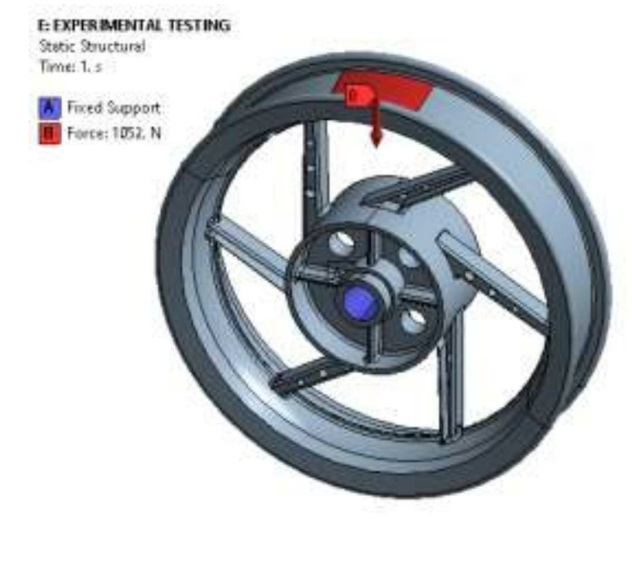 E: EXPERIMENTAL TESTING
Static Structural
Time: 1. s
A Fixed Support
B Force: 1052. N
B